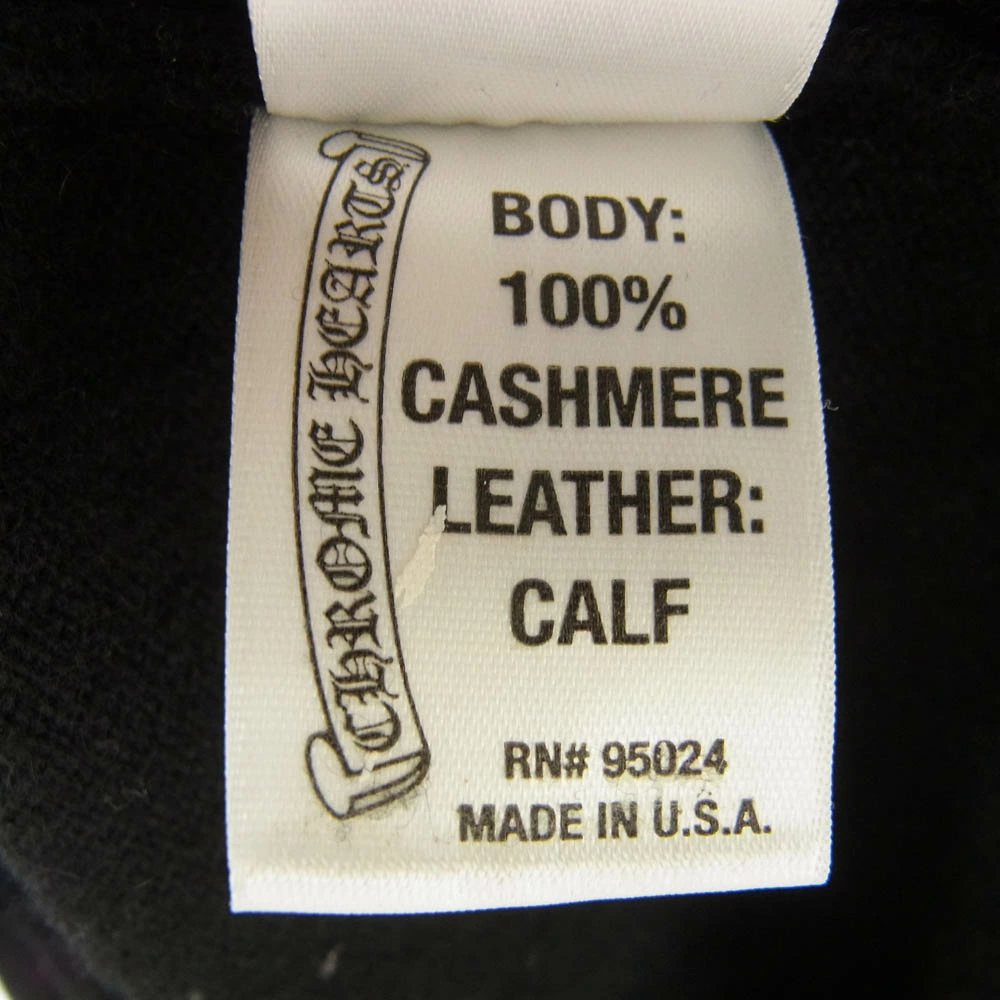 CHROME HEARTS
BODY:
100%
CASHMERE
LEATHER:
CALF
RN# 95024
MADE IN U.S.A.